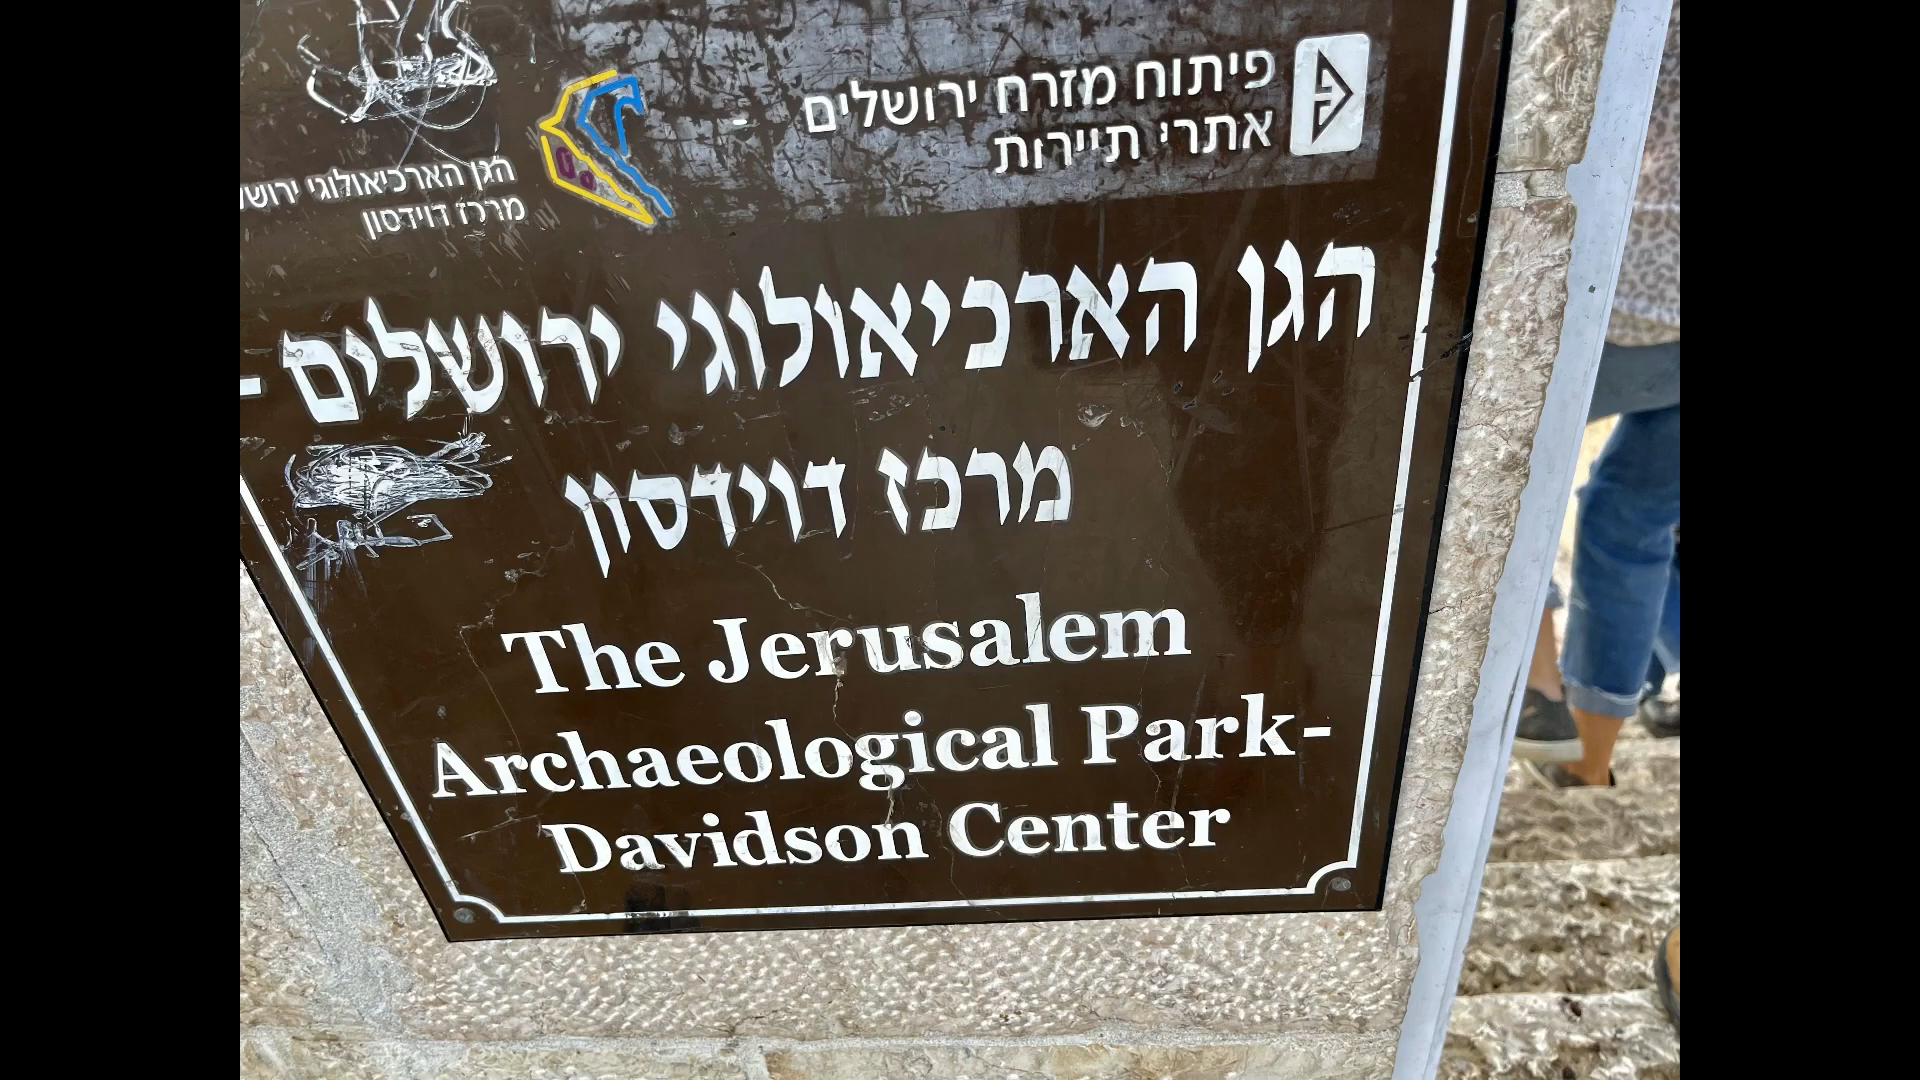 פיתוח מזרח ירושלים
אתרי תיירות
הגן הארכיאולוגי
מרכז דוידסון
הגן הארכיאולוגי ירושלים -
מרכז דוידסון
The Jerusalem
Archaeological Park-
Davidson Center